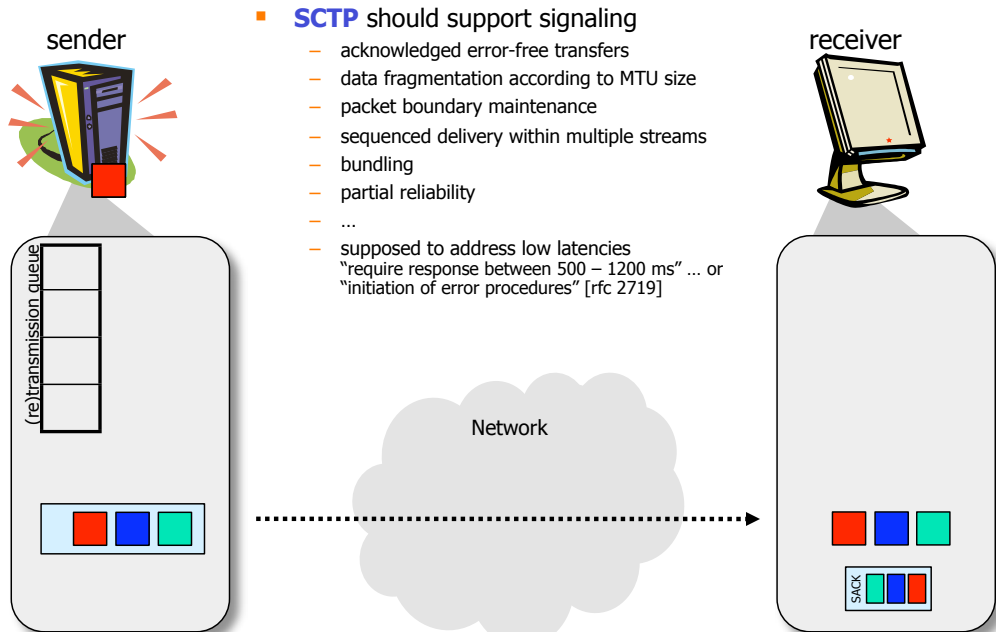 sender
SCTP should support signaling
– acknowledged error-free transfers
– data fragmentation according to MTU size
– packet boundary maintenance
– sequenced delivery within multiple streams
– bundling
– partial reliability
– …
– supposed to address low latencies
“require response between 500 – 1200 ms” … or
“initiation of error procedures” [rfc 2719]
receiver
(re)transmission queue
Network
SACK